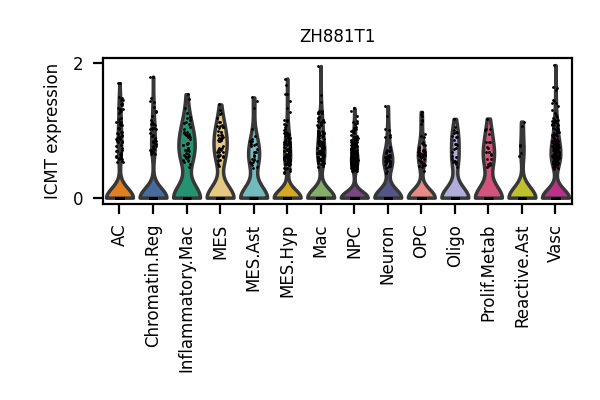 ZH881T1
ICMT expression
2
0
AC
Chromatin.Reg
Inflammatory.Mac
MES
MES.Ast
MES.Hyp
Mac
NPC
Neuron
OPC
Oligo
Prolif.Metab
Reactive.Ast
Vasc